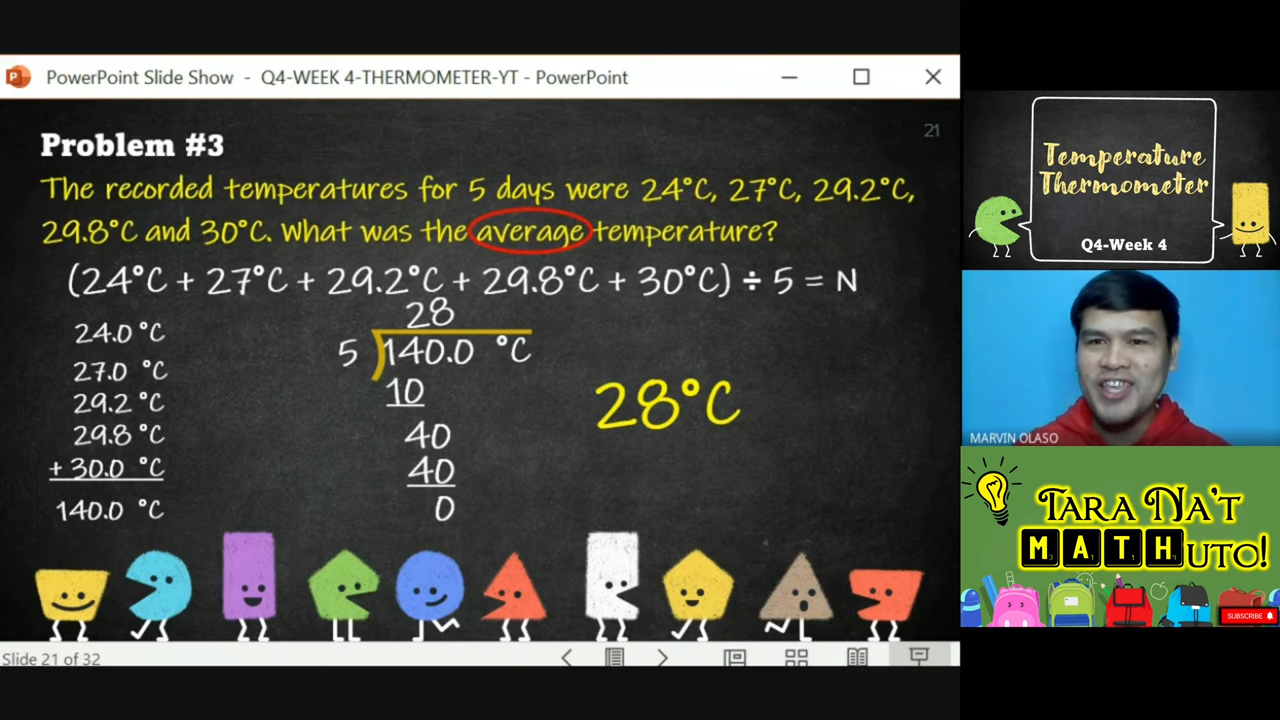 PowerPoint Slide Show - Q4-WEEK 4-THERMOMETER-YT - PowerPoint
21
Problem #3
The recorded temperatures for 5 days were 24°C, 27°C, 29.2°C,
29.8°C and 30°C. What was the average temperature?
(24°C + 27°C + 29.2°C + 29.8°C + 30°C) ÷ 5 = N
24.0 °C
27.0 °C
29.2 °C
29.8 °C
+ 30.0 °C
140.0 °C
28
5 140.0 °C
10
40
40
0
28°C
Slide 21 of 32
Temperature
Thermometer
Q4-Week 4
MARVIN OLASO
TARA NA'T
MATHUTO!
SUBSCRIBE